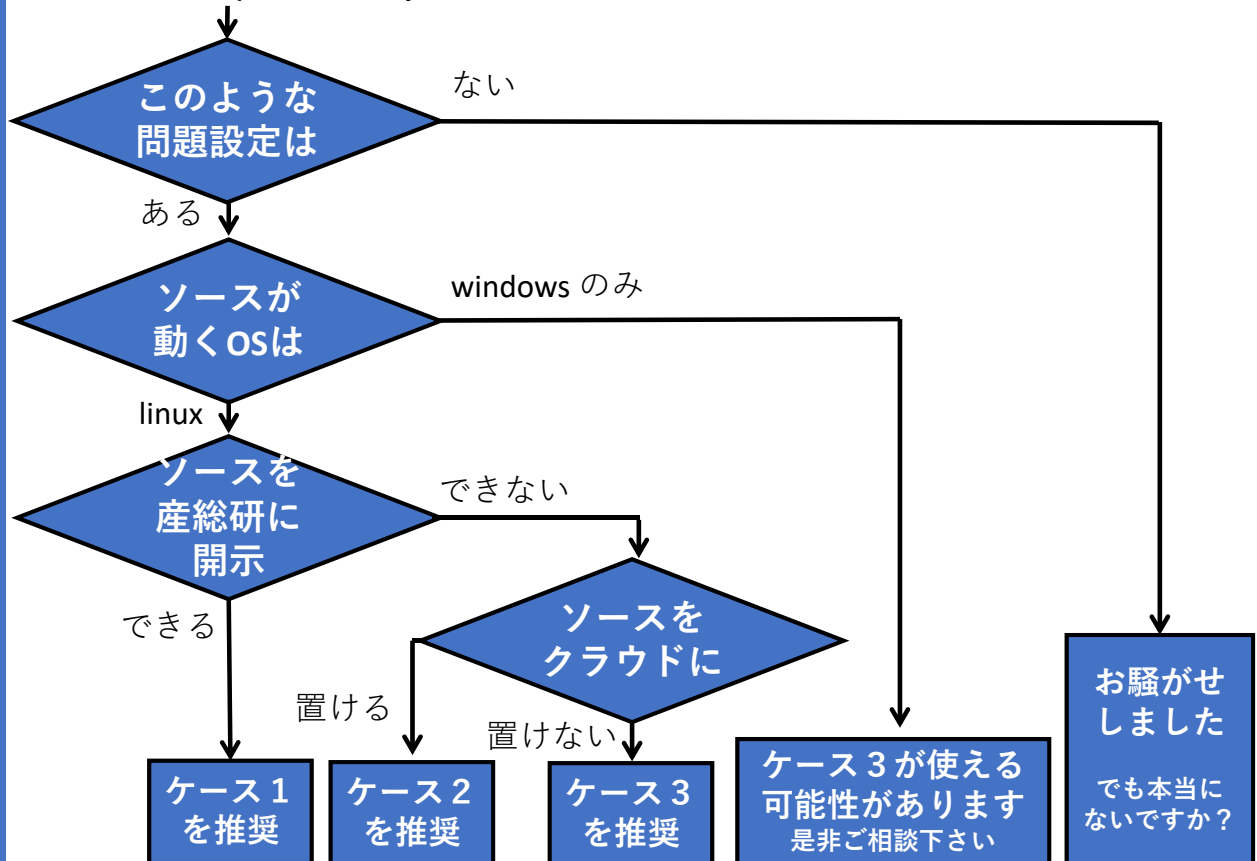 このような
問題設定は
ない
ある
ソースが
動くOSは
windows のみ
linux
ソースを
産総研に
開示
できない
できる
ソースを
クラウドに
置ける
置けない
ケース１
を推奨
ケース２
を推奨
ケース３
を推奨
ケース３が使える
可能性があります
是非ご相談下さい
お騒がせ
しました
でも本当に
ないですか？